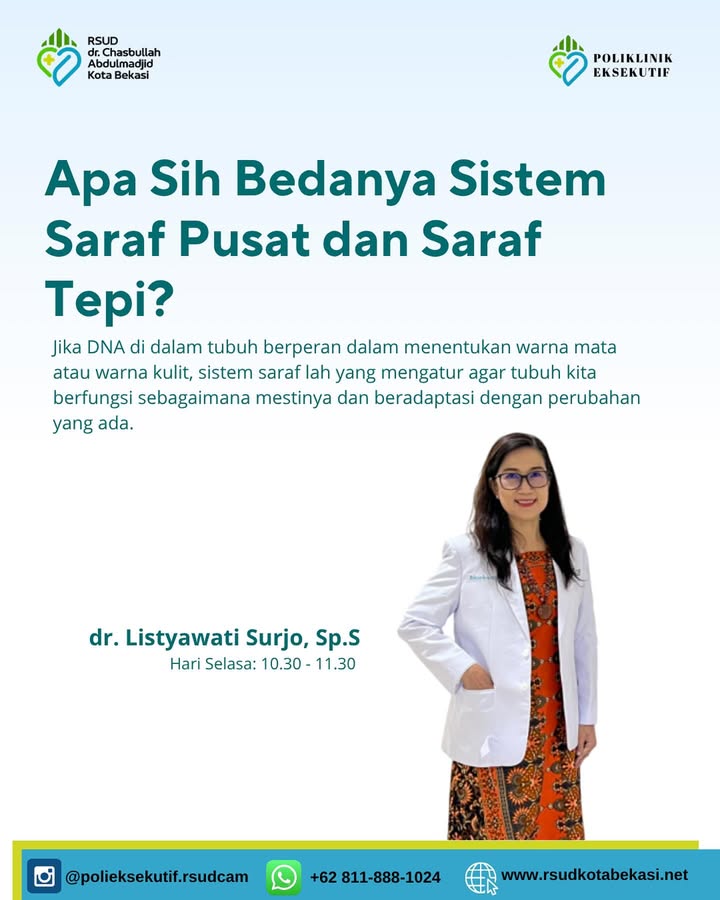 RSUD
dr. Chasbullah
Abdulmadjid
Kota Bekasi
POLIKLINIK
EKSEKUTIF
Apa Sih Bedanya Sistem
Saraf Pusat dan Saraf
Tepi?
Jika DNA di dalam tubuh berperan dalam menentukan warna mata
atau warna kulit, sistem saraf lah yang mengatur agar tubuh kita
berfungsi sebagaimana mestinya dan beradaptasi dengan perubahan
yang ada.
dr. Listyawati Surjo, Sp.S
Hari Selasa: 10.30 - 11.30
@polieksekutif.rsudcam
+62 811-888-1024
www.rsudkotabekasi.net